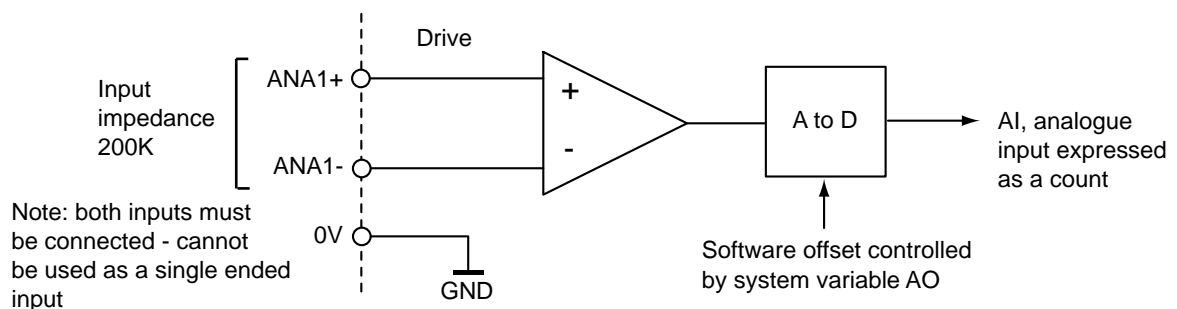 Drive
Input
impedance
200K
ANA1+
ANA1-
+
-
A to D
AI, analogue
input expressed
as a count
Note: both inputs must
be connected - cannot
be used as a single ended
input
0V
GND
Software offset controlled
by system variable AO